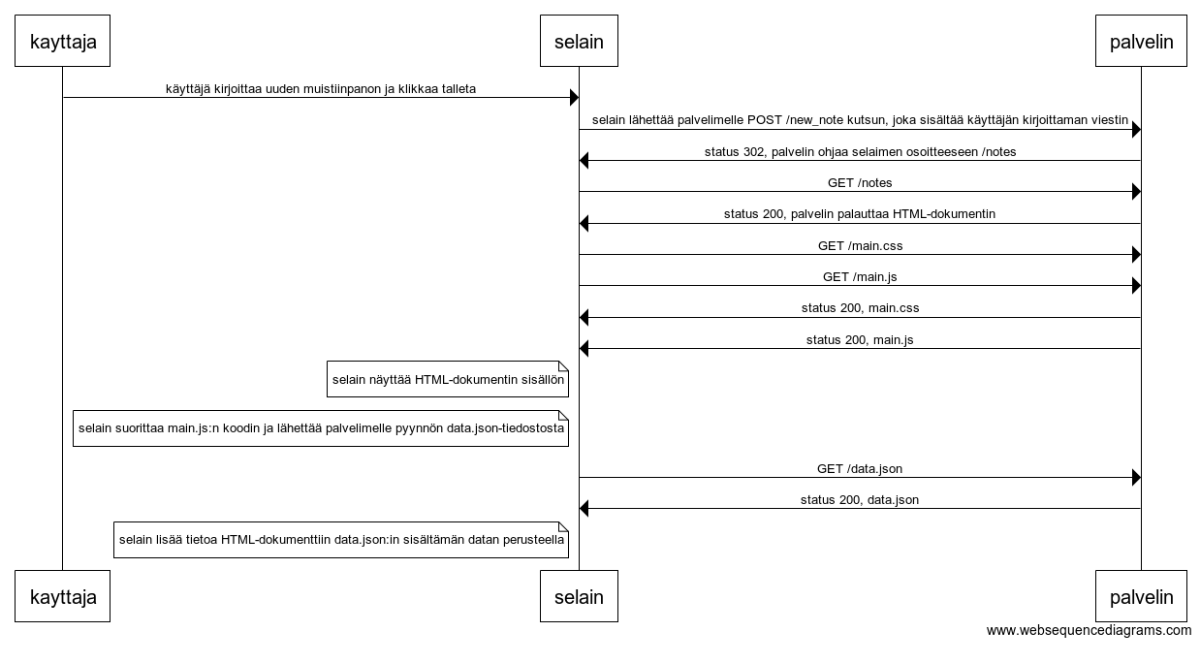 kayttaja
selain
palvelin
käyttäjä kirjoittaa uuden muistiinpanon ja klikkaa talleta
selain lähettää palvelimelle POST /new_note kutsun, joka sisältää käyttäjän kirjoittaman viestin
status 302, palvelin ohjaa selaimen osoitteeseen /notes
GET /notes
status 200, palvelin palauttaa HTML-dokumentin
GET /main.css
GET /main.js
status 200, main.css
status 200, main.js
selain näyttää HTML-dokumentin sisällön
selain suorittaa main.js:n koodin ja lähettää palvelimelle pyynnön data.json-tiedostosta
GET /data.json
status 200, data.json
selain lisää tietoa HTML-dokumenttiin data.json:in sisältämän datan perusteella
kayttaja
selain
palvelin
www.websequencediagrams.com